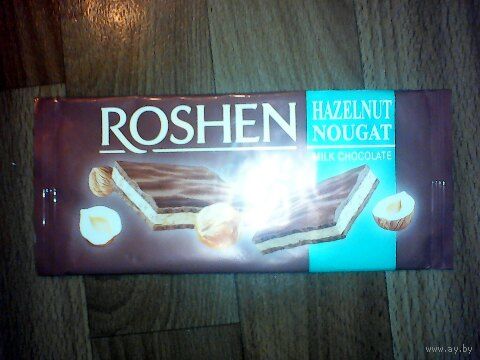 ROSHEN
HAZELNUT
NOUGAT
MILK CHOCOLATE
www.ay.by